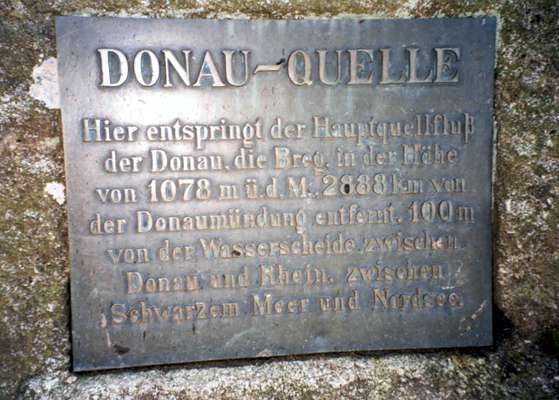 DONAU-QUELLE
Hier entspringt der Hauptquellfluß
der Donau, die Breg, in der Höhe
von 1078 m ü.d.M., 2888 km von
der Donaumündung entfernt, 100 m
von der Wasserscheide zwischen
Donau und Rhein, zwischen
Schwarzem Meer und Nordsee.